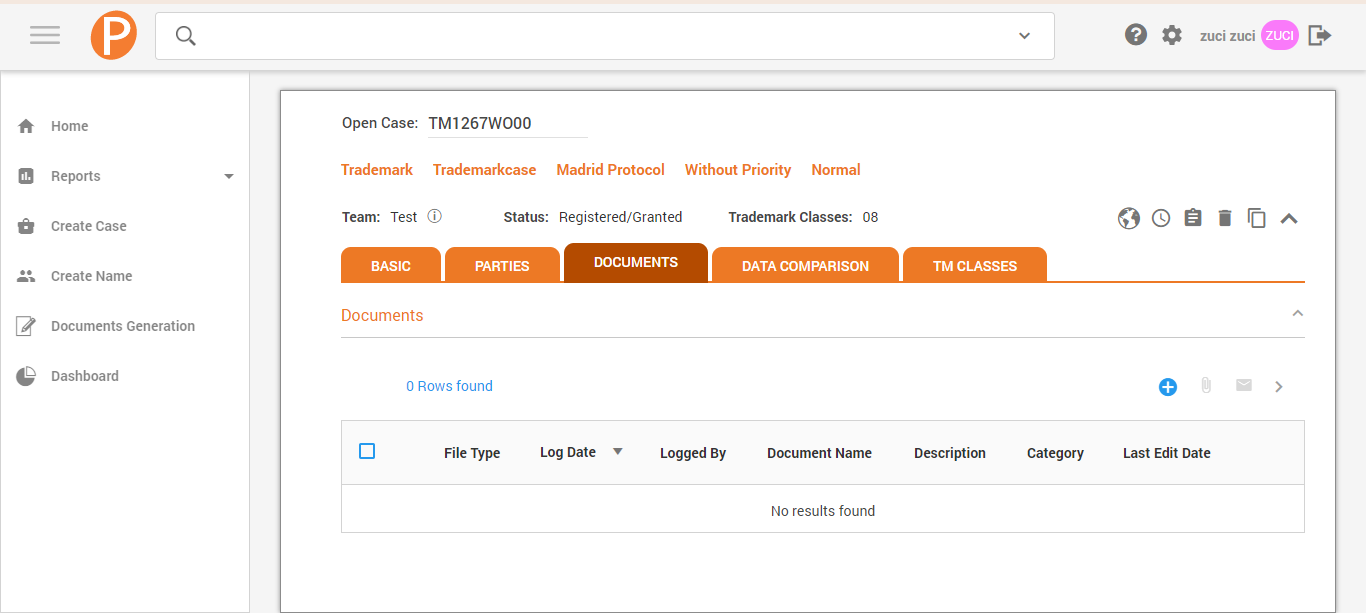 P
zuci zuci ZUCI
Home
Reports
Create Case
Create Name
Documents Generation
Dashboard
Open Case: TM1267WO00
Trademark Trademarkcase Madrid Protocol Without Priority Normal
Team: Test Status: Registered/Granted Trademark Classes: 08
BASIC PARTIES DOCUMENTS DATA COMPARISON TM CLASSES
Documents
0 Rows found
File Type Log Date Logged By Document Name Description Category Last Edit Date
No results found